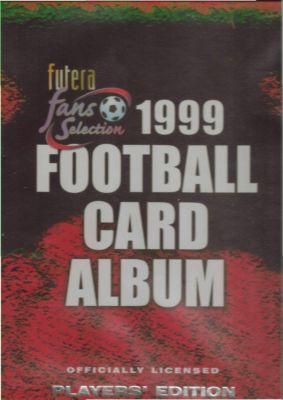 futera
fans
Selection
1999
FOOTBALL
CARD
ALBUM
OFFICIALLY LICENSED
PLAYERS' EDITION